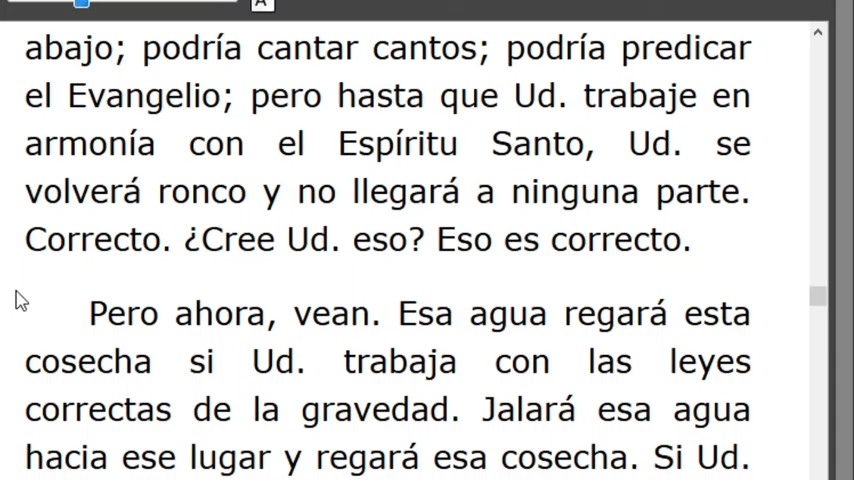 A
abajo; podría cantar cantos; podría predicar
el Evangelio; pero hasta que Ud. trabaje en
armonía con el Espíritu Santo, Ud. se
volverá ronco y no llegará a ninguna parte.
Correcto. ¿Cree Ud. eso? Eso es correcto.
Pero ahora, vean. Esa agua regará esta
cosecha si Ud. trabaja con las leyes
correctas de la gravedad. Jalará esa agua
hacia ese lugar y regará esa cosecha. Si Ud.